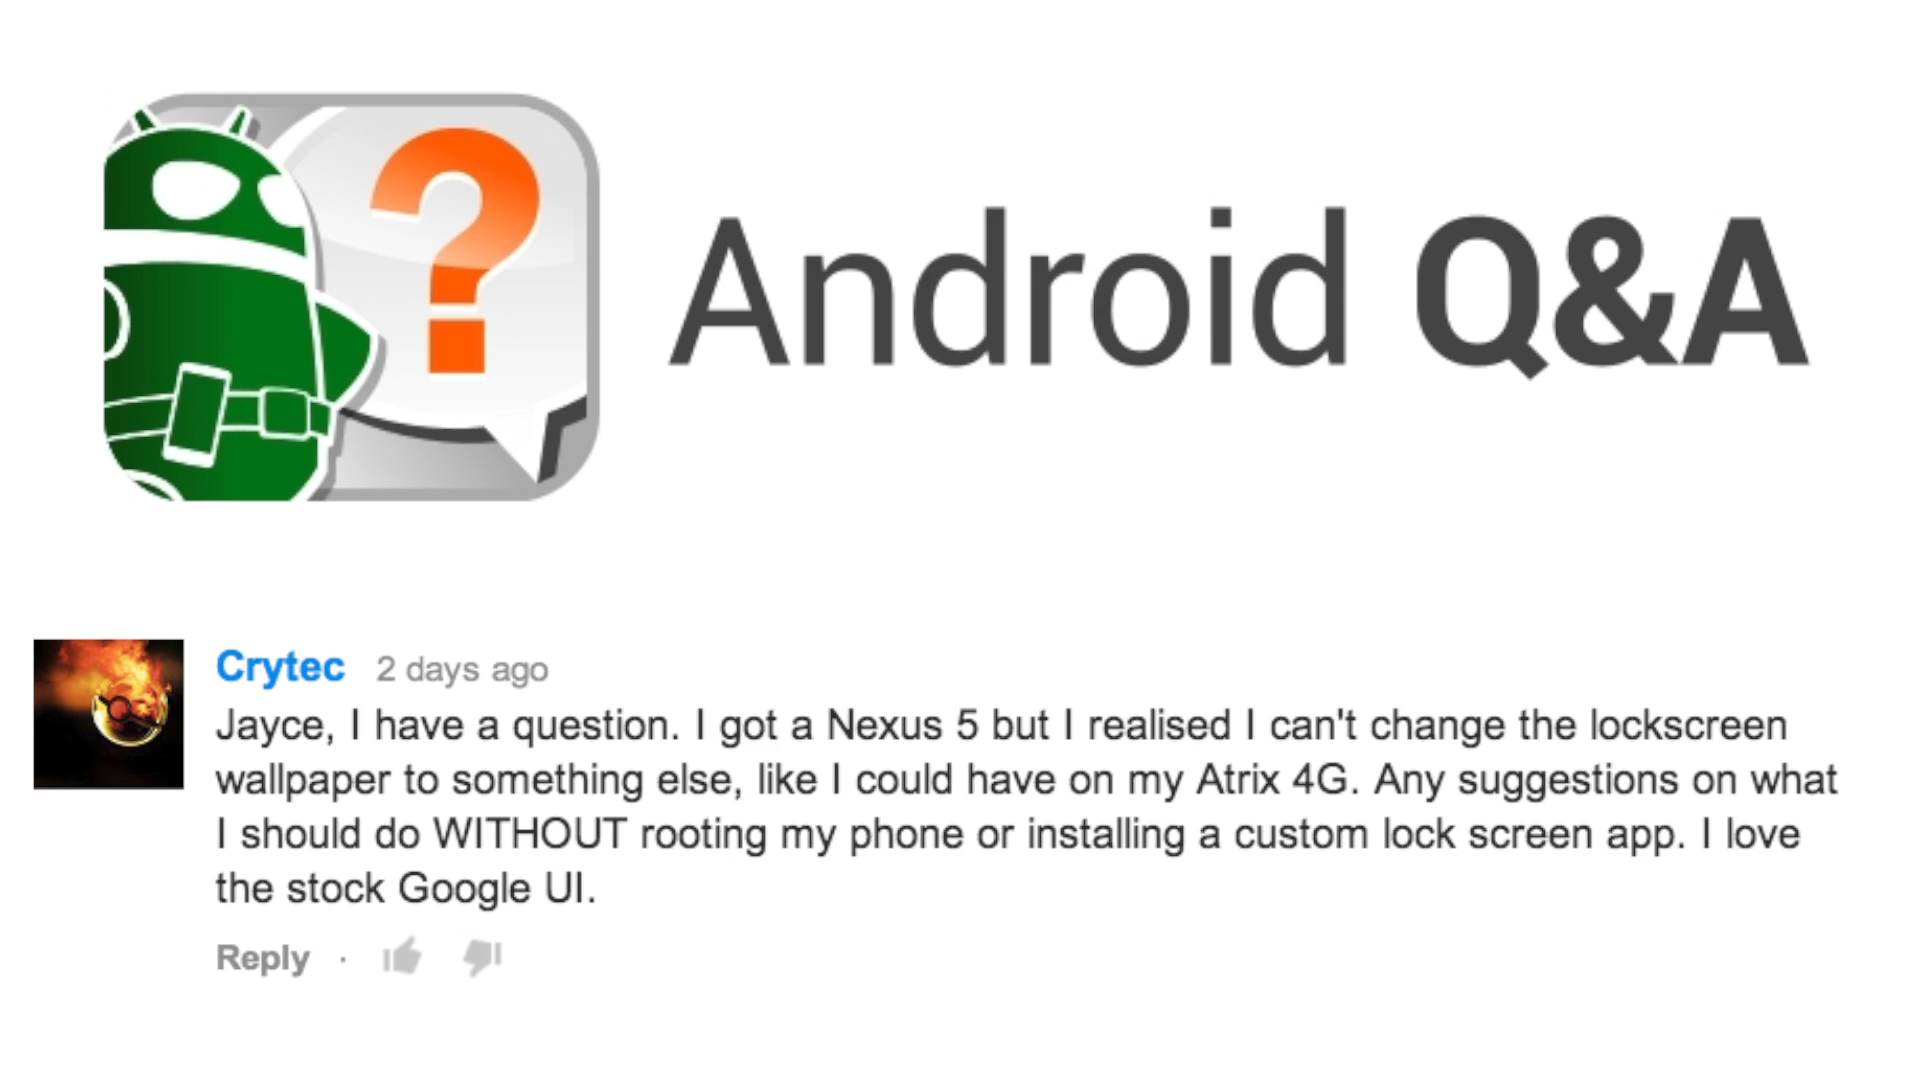 ?
Android Q&A
Crytec 2 days ago
Jayce, I have a question. I got a Nexus 5 but I realised I can't change the lockscreen
wallpaper to something else, like I could have on my Atrix 4G. Any suggestions on what
I should do WITHOUT rooting my phone or installing a custom lock screen app. I love
the stock Google UI.
Reply ·